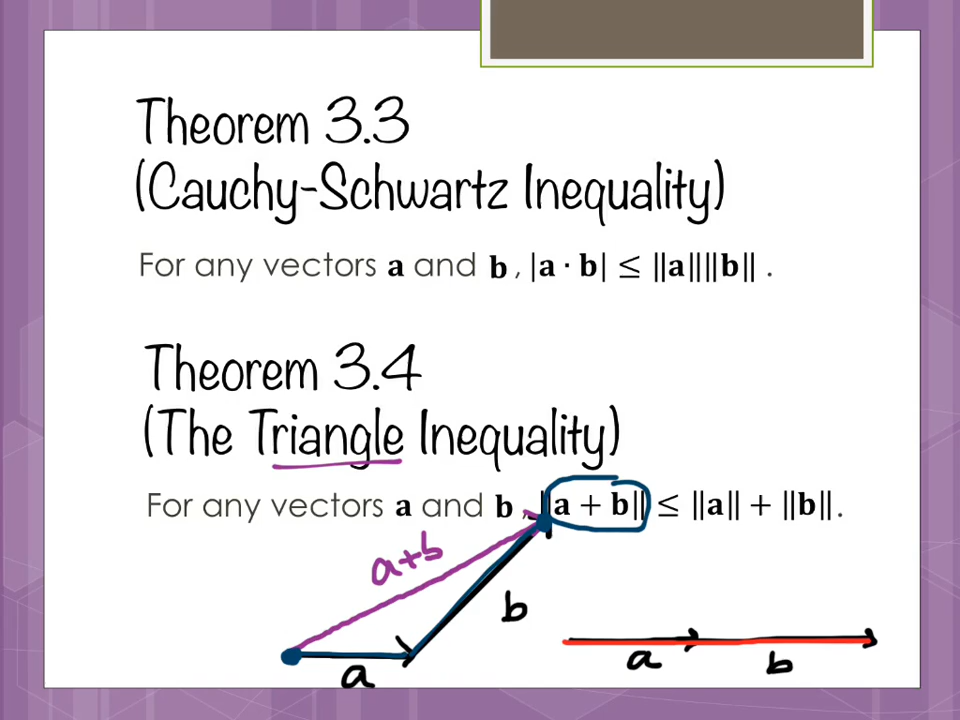 Theorem 3.3
(Cauchy-Schwartz Inequality)
For any vectors a and b , |a · b| ≤ ‖a‖‖b‖ .
Theorem 3.4
(The Triangle Inequality)
For any vectors a and b , ‖a + b‖ ≤ ‖a‖ + ‖b‖.
a+b
b
a
a
b